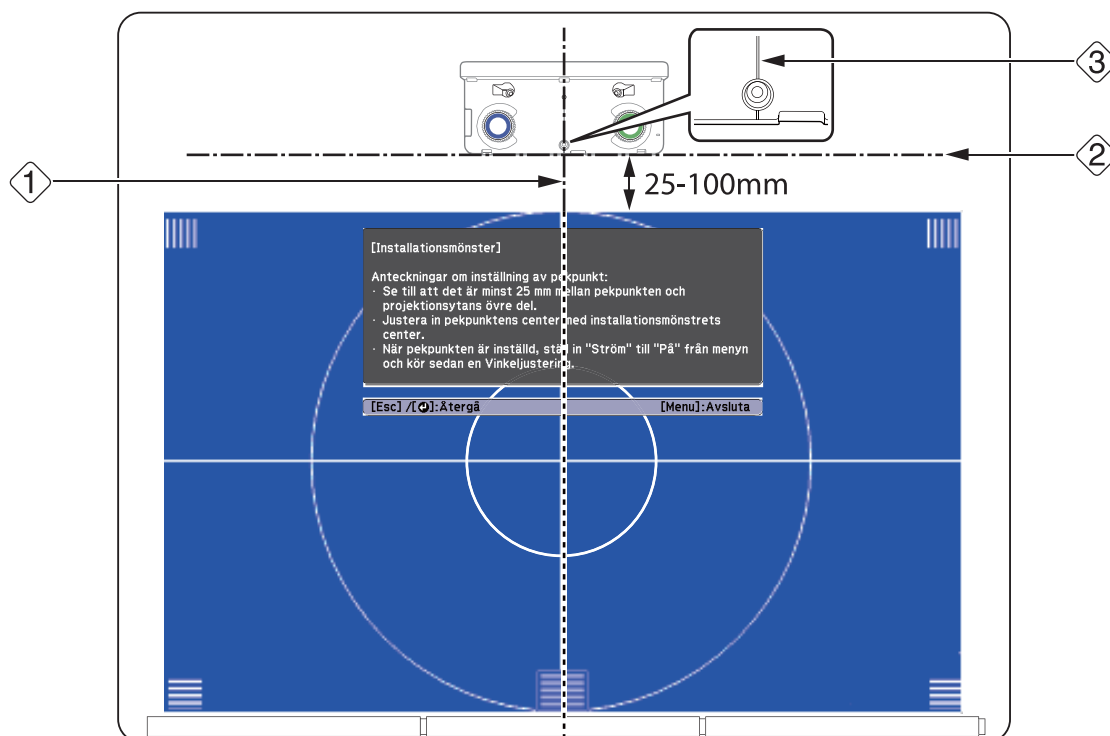 3
2
1
25-100mm
[Installationsmönster]
Anteckningar om inställning av pekpunkt:
· Se till att det är minst 25 mm mellan pekpunkten och
projektionsytans övre del.
· Justera in pekpunktens center med installationsmönstrets
center.
· När pekpunkten är inställd, ställ in "Ström" till "På" från menyn
och kör sedan en Vinkeljustering.
[Esc] /[⏎]:Återgå [Menu]:Avsluta